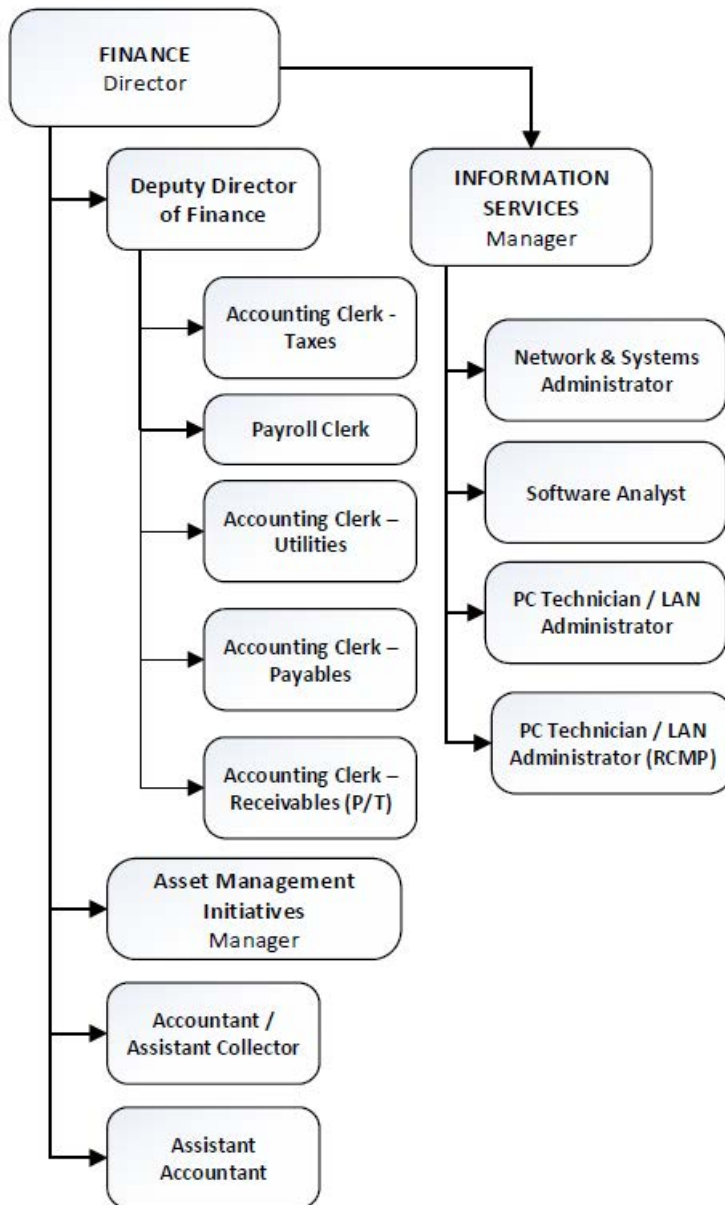 FINANCE
Director
Deputy Director
of Finance
Accounting Clerk -
Taxes
Payroll Clerk
Accounting Clerk –
Utilities
Accounting Clerk –
Payables
Accounting Clerk –
Receivables (P/T)
Asset Management
Initiatives
Manager
Accountant /
Assistant Collector
Assistant
Accountant
INFORMATION
SERVICES
Manager
Network & Systems
Administrator
Software Analyst
PC Technician / LAN
Administrator
PC Technician / LAN
Administrator (RCMP)